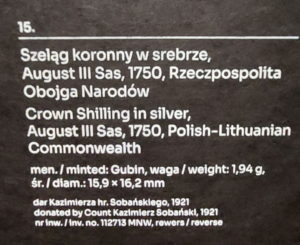 15.
Szeląg koronny w srebrze,
August III Sas, 1750, Rzeczpospolita
Obojga Narodów
Crown Shilling in silver,
August III Sas, 1750, Polish-Lithuanian
Commonwealth
men. / minted: Gubin, waga / weight: 1,94 g,
śr. / diam.: 15,9 × 16,2 mm
dar Kazimierza hr. Sobańskiego, 1921
donated by Count Kazimierz Sobański, 1921
nr inw. / inv. no. 112713 MNW, rewers / reverse